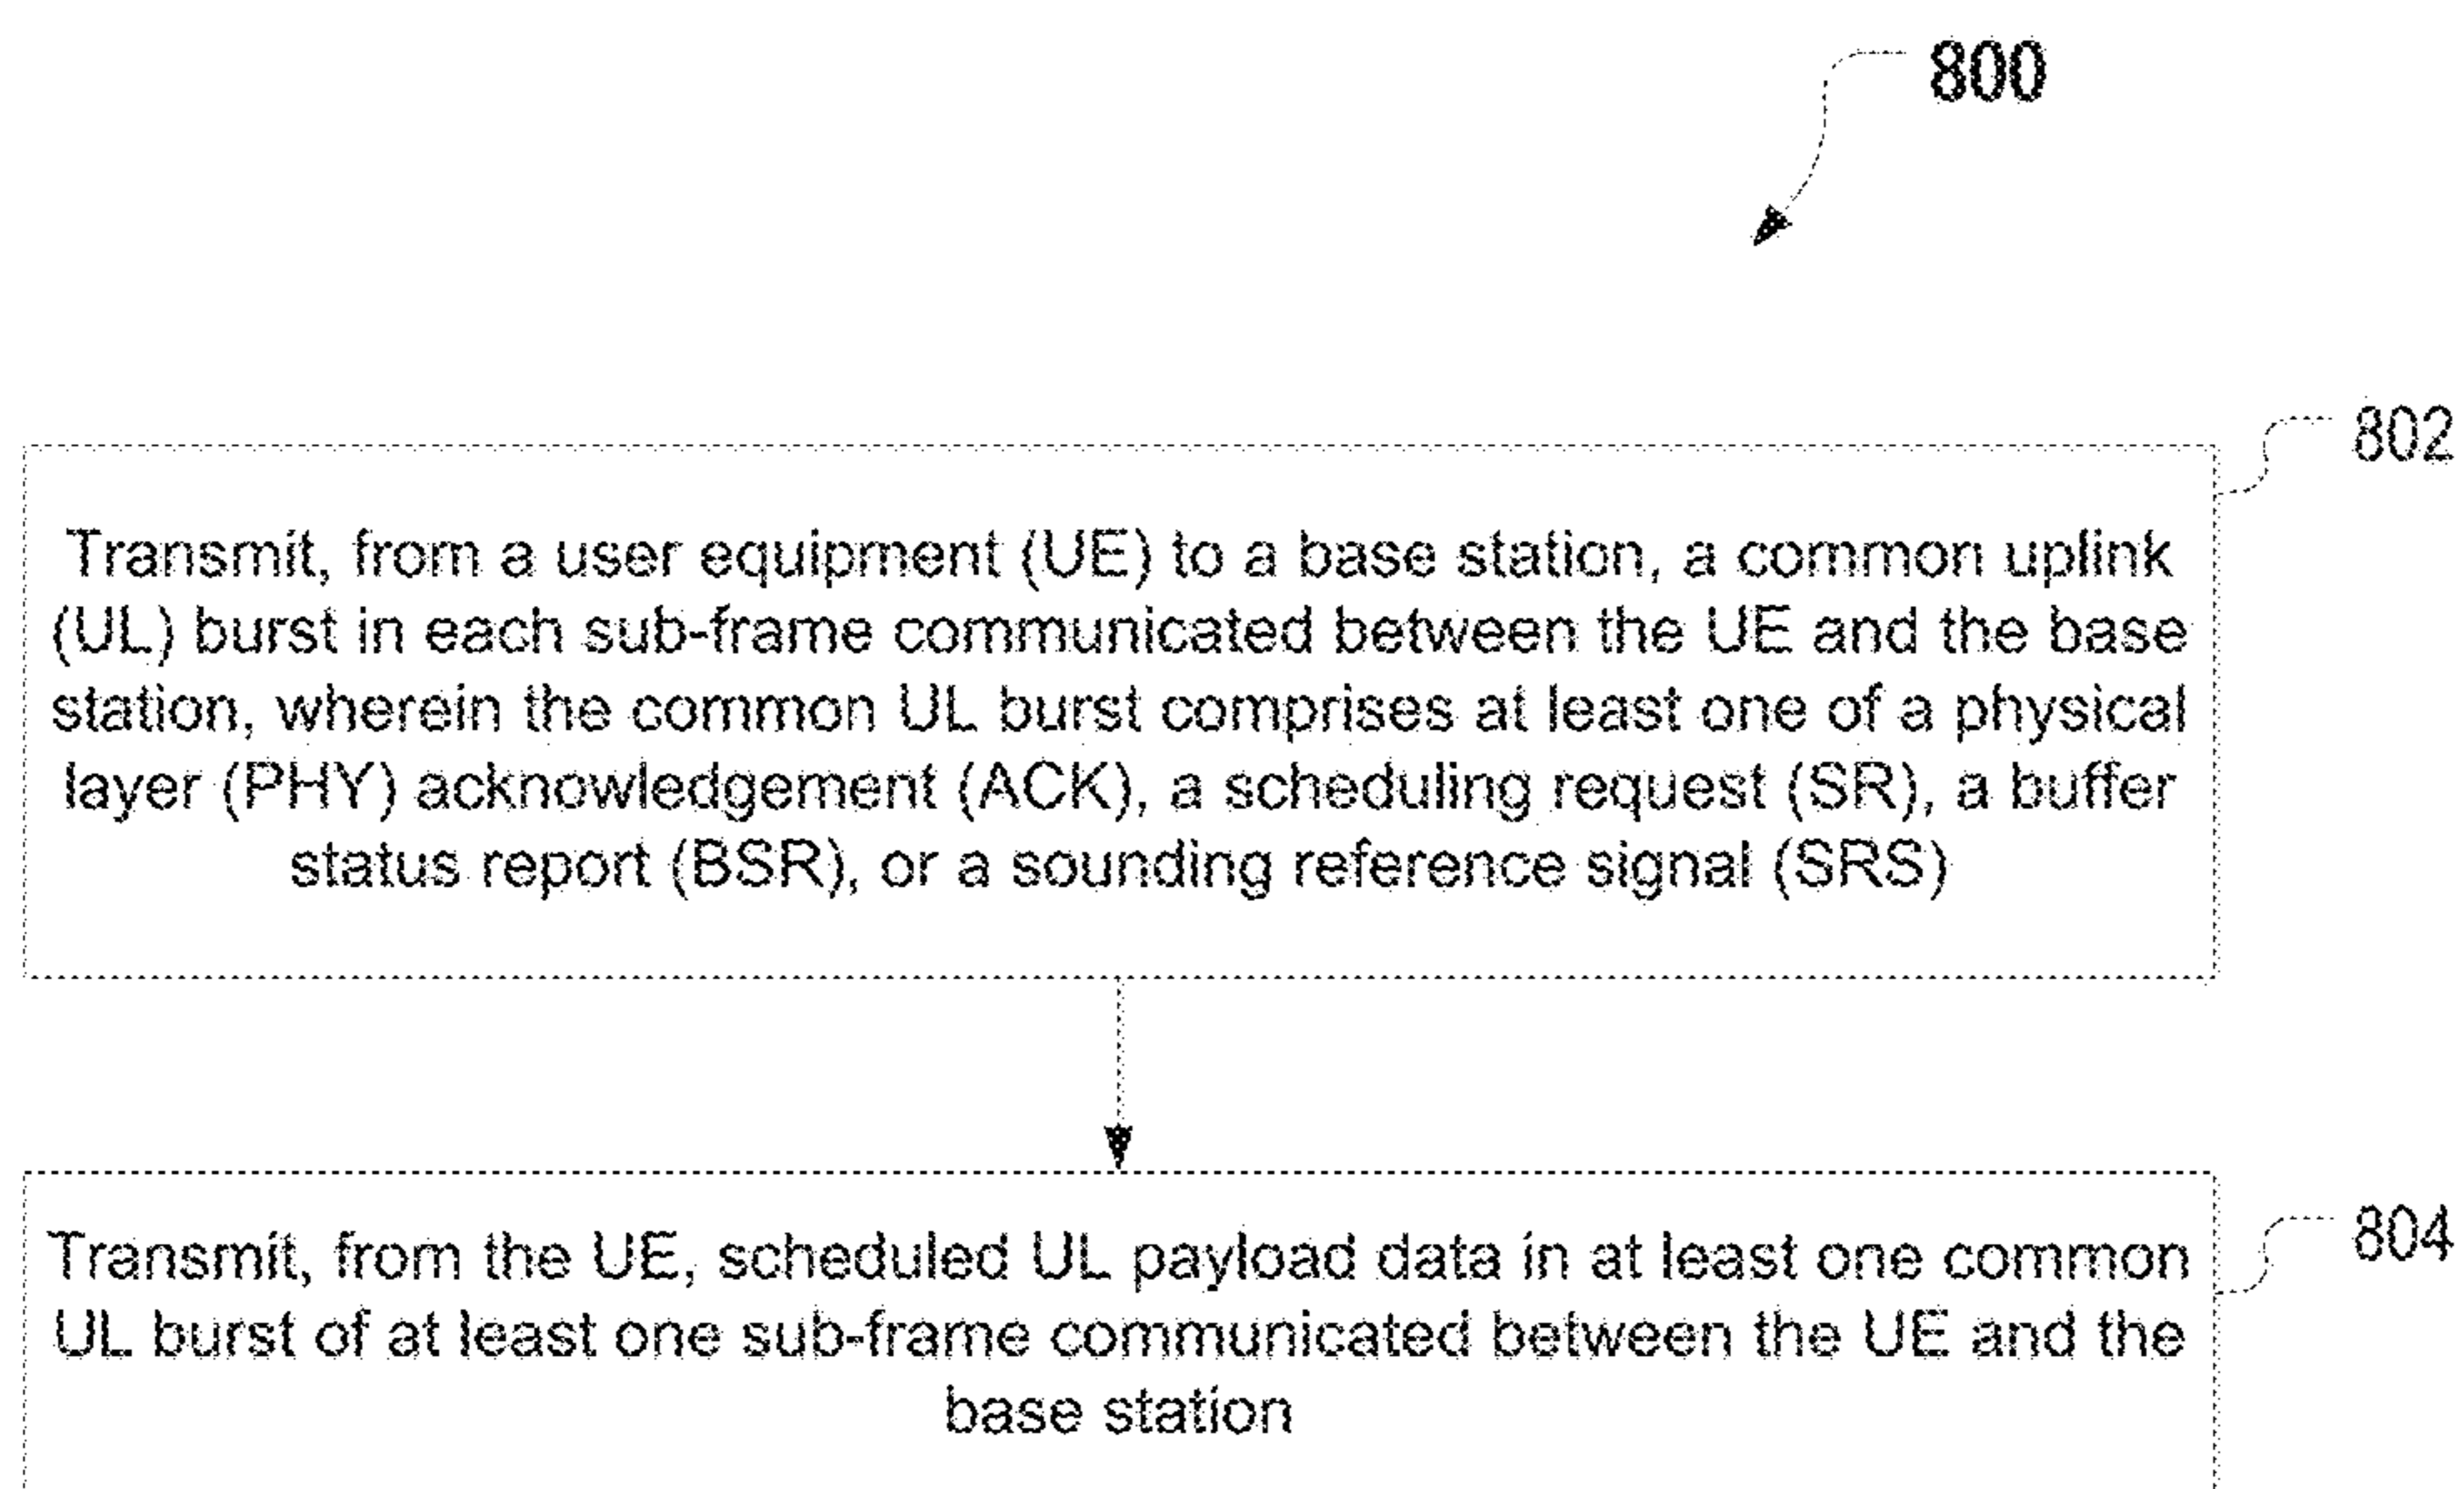 800
802
Transmit, from a user equipment (UE) to a base station, a common uplink
(UL) burst in each sub-frame communicated between the UE and the base
station, wherein the common UL burst comprises at least one of a physical
layer (PHY) acknowledgement (ACK), a scheduling request (SR), a buffer
status report (BSR), or a sounding reference signal (SRS)
804
Transmit, from the UE, scheduled UL payload data in at least one common
UL burst of at least one sub-frame communicated between the UE and the
base station